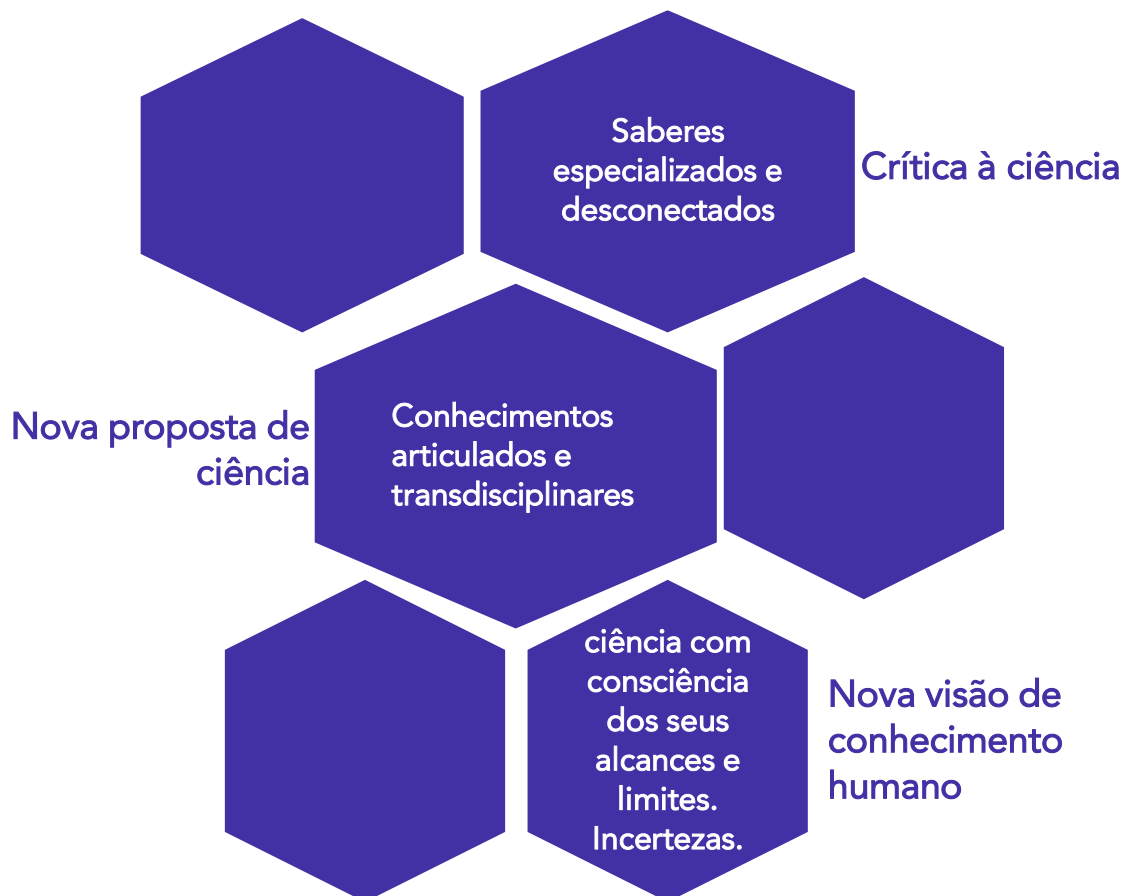 Saberes
especializados e
desconectados
Crítica à ciência
Nova proposta de
ciência
Conhecimentos
articulados e
transdisciplinares
ciência com
consciência
dos seus
alcances e
limites.
Incertezas.
Nova visão de
conhecimento
humano